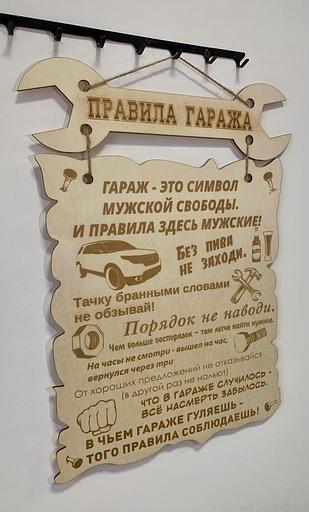 ПРАВИЛА ГАРАЖА
ГАРАЖ - ЭТО СИМВОЛ
МУЖСКОЙ СВОБОДЫ.
И ПРАВИЛА ЗДЕСЬ МУЖСКИЕ!
БЕЗ ПИВА
НЕ ЗАХОДИ.
Тачку бранными словами
не обзывай!
Порядок не наводи.
Чем больше беспорядок – тем легче найти нужное.
На часы не смотри - вышел на час,
вернулся через три
От хороших предложений не отказывайся
(в другой раз не нальют)
ЧТО В ГАРАЖЕ СЛУЧИЛОСЬ -
ВСЁ НАСМЕРТЬ ЗАБЫЛОСЬ.
В ЧЬЕМ ГАРАЖЕ ГУЛЯЕШЬ -
ТОГО ПРАВИЛА СОБЛЮДАЕШЬ!